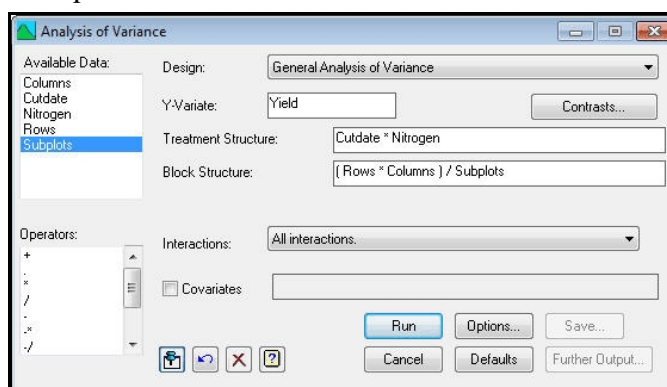 Analysis of Variance
Available Data:
Columns
Cutdate
Nitrogen
Rows
Subplots
Design:
General Analysis of Variance
Y-Variate:
Yield
Contrasts...
Treatment Structure:
Cutdate * Nitrogen
Block Structure:
( Rows * Columns ) / Subplots
Operators:
+
.
*
/
-
.*
-/
Interactions:
All interactions.
Covariates
Run
Options...
Save...
Cancel
Defaults
Further Output...